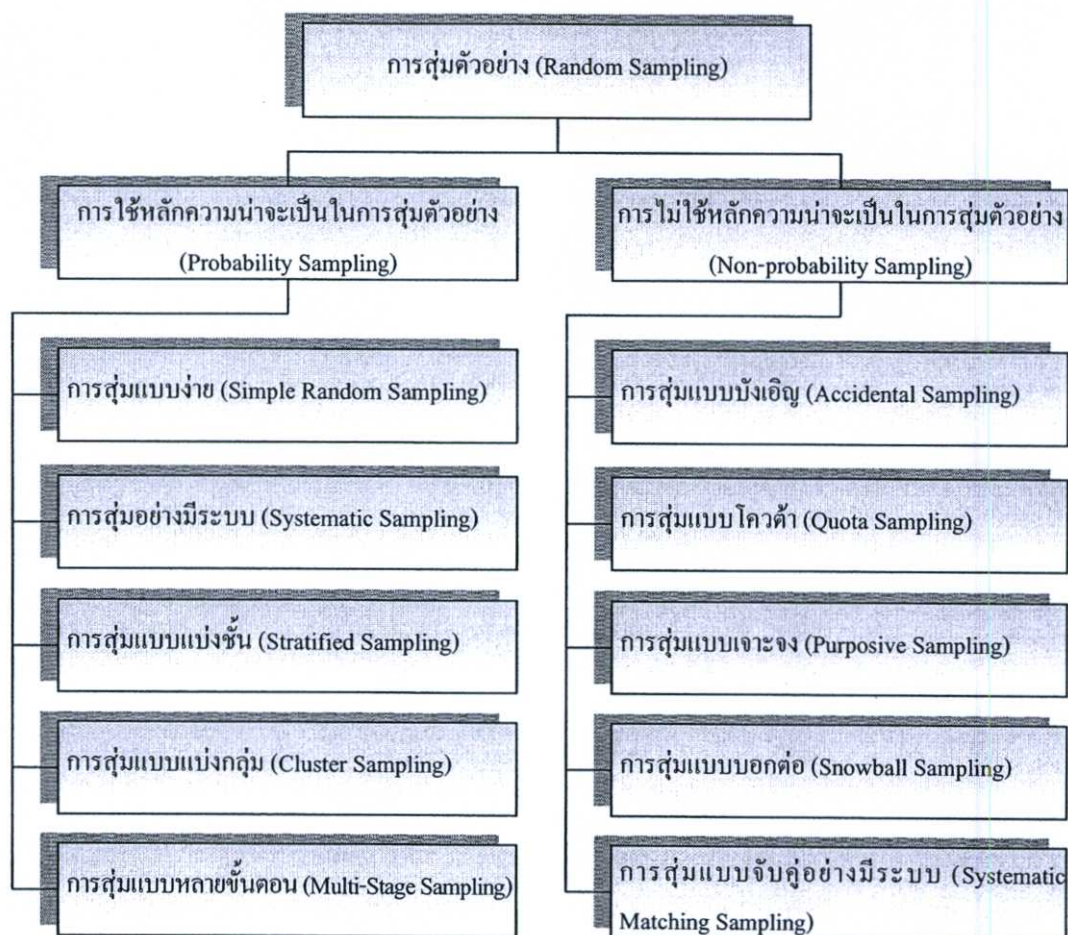 การสุ่มตัวอย่าง (Random Sampling)
การใช้หลักความน่าจะเป็นในการสุ่มตัวอย่าง
(Probability Sampling)
การสุ่มแบบง่าย (Simple Random Sampling)
การสุ่มอย่างมีระบบ (Systematic Sampling)
การสุ่มแบบแบ่งชั้น (Stratified Sampling)
การสุ่มแบบแบ่งกลุ่ม (Cluster Sampling)
การสุ่มแบบหลายขั้นตอน (Multi-Stage Sampling)
การไม่ใช้หลักความน่าจะเป็นในการสุ่มตัวอย่าง
(Non-probability Sampling)
การสุ่มแบบบังเอิญ (Accidental Sampling)
การสุ่มแบบโควต้า (Quota Sampling)
การสุ่มแบบเจาะจง (Purposive Sampling)
การสุ่มแบบบอกต่อ (Snowball Sampling)
การสุ่มแบบจับคู่อย่างมีระบบ (Systematic
Matching Sampling)